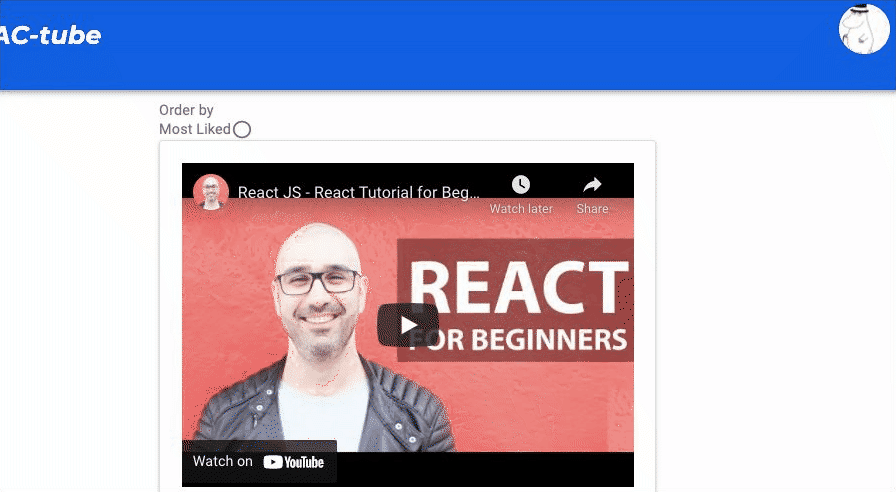 AC-tube
Order by
Most Liked
React JS - React Tutorial for Beg...
Watch later
Share
REACT
FOR BEGINNERS
Watch on YouTube